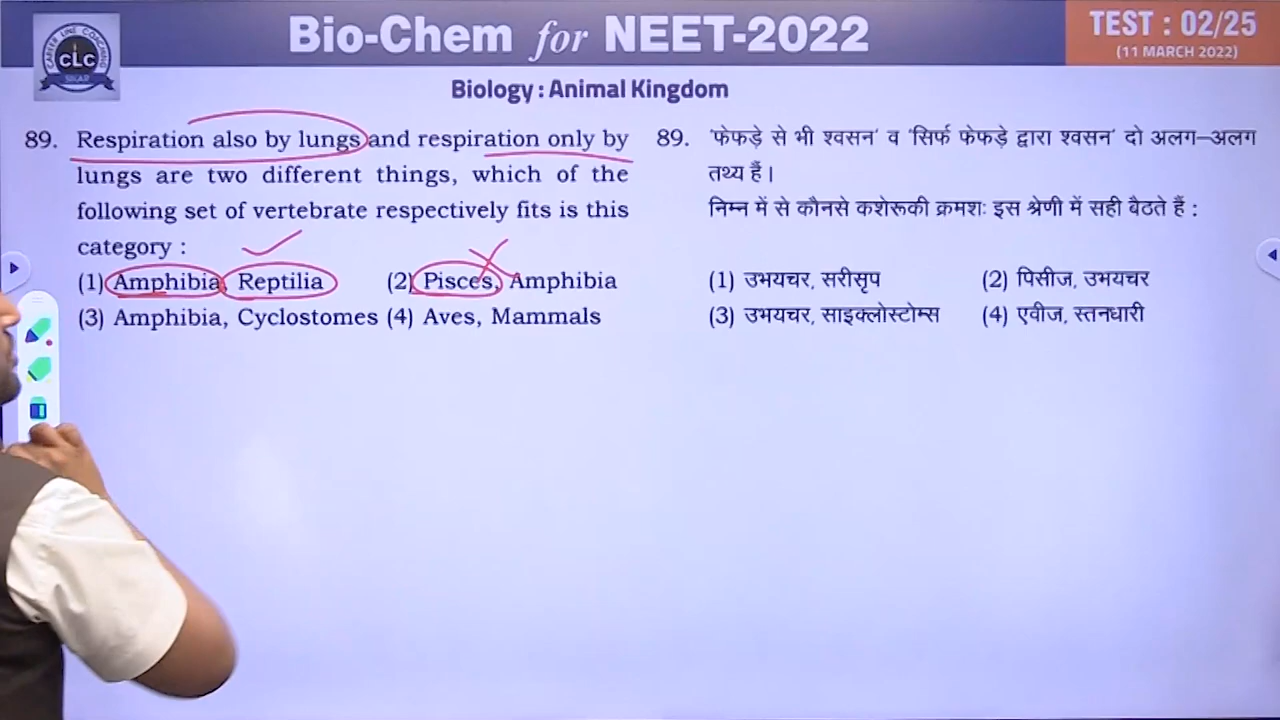 Bio-Chem for NEET-2022
TEST : 02/25
(11 MARCH 2022)
CAREER LINE COACHING
CLC
SIKAR
Biology : Animal Kingdom
89. Respiration also by lungs and respiration only by
lungs are two different things, which of the
following set of vertebrate respectively fits is this
category :
(1) Amphibia, Reptilia (2) Pisces, Amphibia
(3) Amphibia, Cyclostomes (4) Aves, Mammals
89. 'फेफड़े से भी श्वसन' व 'सिर्फ फेफड़े द्वारा श्वसन' दो अलग–अलग
तथ्य हैं।
निम्न में से कौनसे कशेरूकी क्रमशः इस श्रेणी में सही बैठते हैं :
(1) उभयचर, सरीसृप (2) पिसीज, उभयचर
(3) उभयचर, साइक्लोस्टोम्स (4) एवीज, स्तनधारी